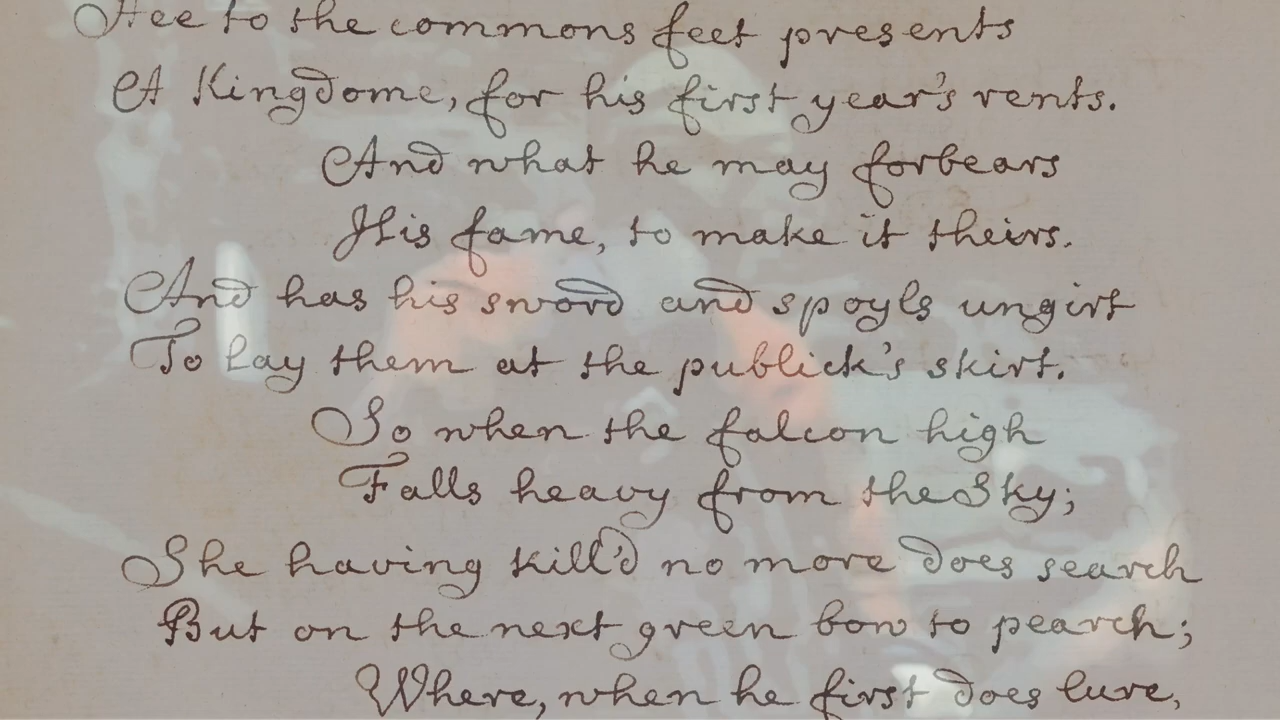 Hee to the commons feet presents
A Kingdome, for his first year's rents.
And what he may forbears
His fame, to make it theirs.
And has his sword and spoyls ungirt
To lay them at the publick's skirt.
So when the falcon high
Falls heavy from the Sky;
She having kill'd no more does search
But on the next green bow to pearch;
Where, when he first does lure,